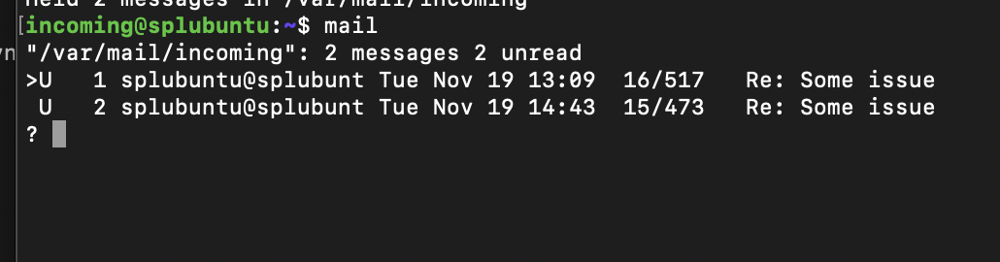 Held 2 messages in /var/mail/incoming
[incoming@splubuntu:~$ mail
"/var/mail/incoming": 2 messages 2 unread
>U   1 splubuntu@splubunt Tue Nov 19 13:09  16/517   Re: Some issue
 U   2 splubuntu@splubunt Tue Nov 19 14:43  15/473   Re: Some issue
?